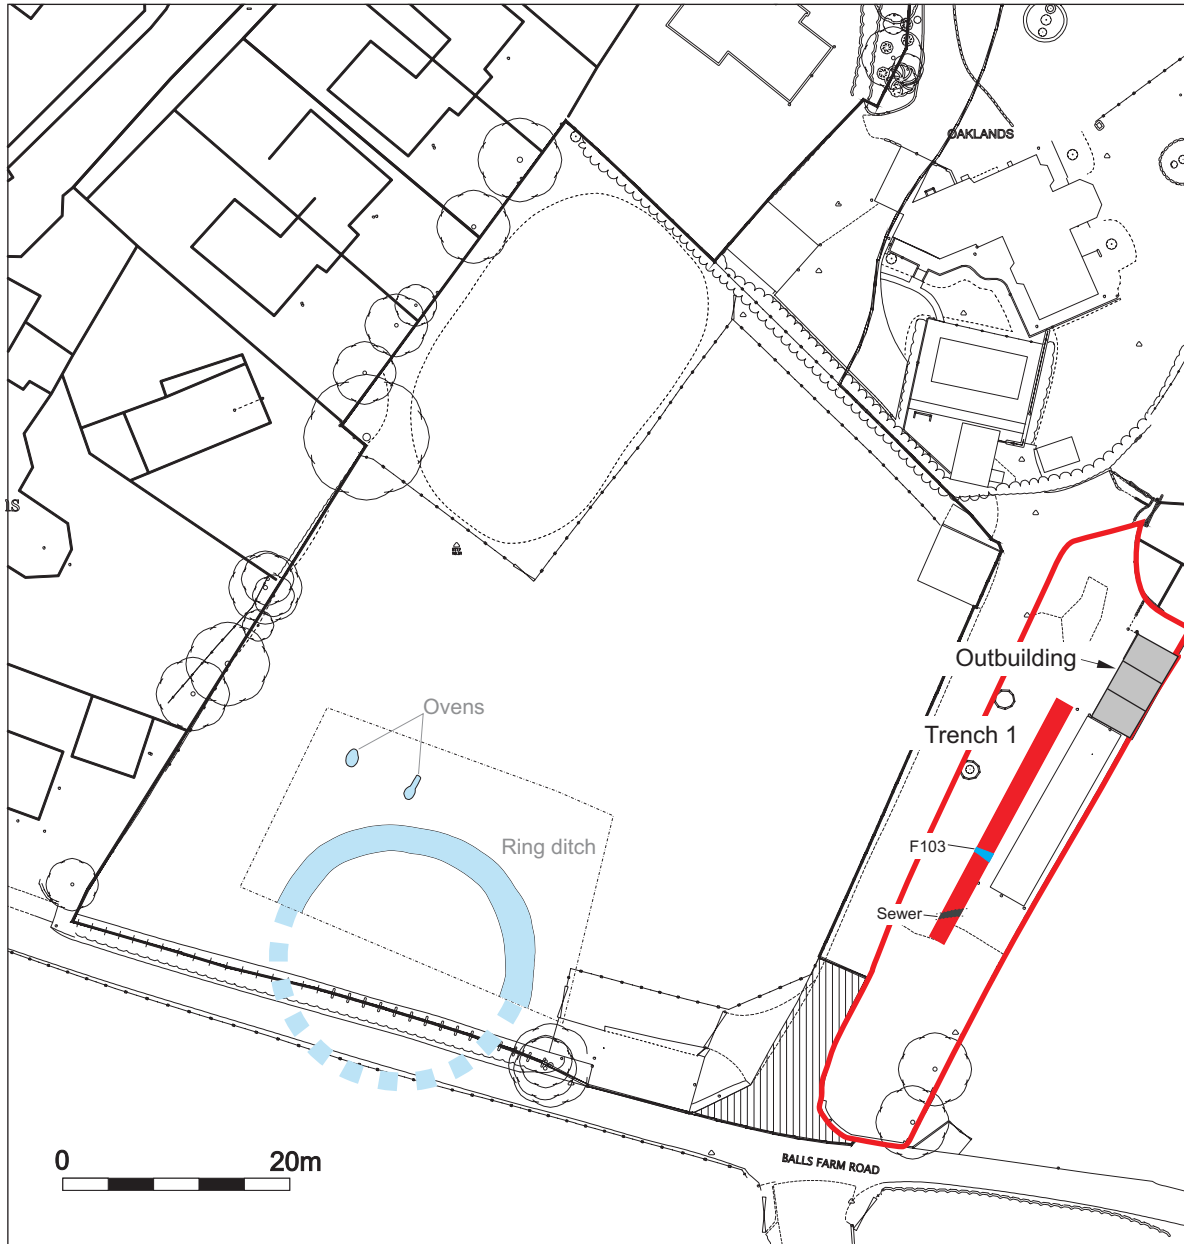 OAKLANDS
Outbuilding
Ovens
Trench 1
Ring ditch
F103
Sewer
0 20m
BALLS FARM ROAD